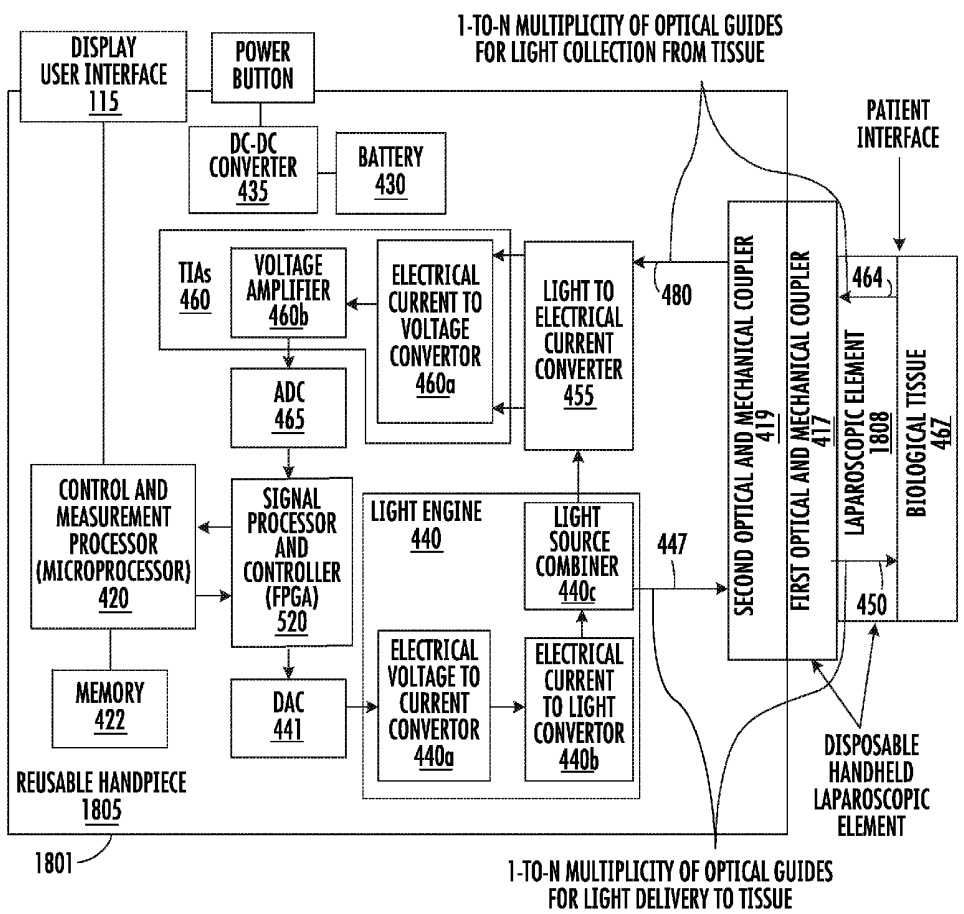 1-TO-N MULTIPLICITY OF OPTICAL GUIDES
FOR LIGHT COLLECTION FROM TISSUE
DISPLAY
USER INTERFACE
115
POWER
BUTTON
PATIENT
INTERFACE
DC-DC
CONVERTER
435
BATTERY
430
TIAs
460
VOLTAGE
AMPLIFIER
460b
ELECTRICAL
CURRENT TO
VOLTAGE
CONVERTOR
460a
LIGHT TO
ELECTRICAL
CURRENT
CONVERTER
455
480
SECOND OPTICAL AND MECHANICAL COUPLER
419
FIRST OPTICAL AND MECHANICAL COUPLER
417
464
LAPAROSCOPIC ELEMENT
1808
BIOLOGICAL TISSUE
467
ADC
465
CONTROL AND
MEASUREMENT
PROCESSOR
(MICROPROCESSOR)
420
SIGNAL
PROCESSOR
AND
CONTROLLER
(FPGA)
520
LIGHT ENGINE
440
LIGHT
SOURCE
COMBINER
440c
447
450
MEMORY
422
DAC
441
ELECTRICAL
VOLTAGE TO
CURRENT
CONVERTOR
440a
ELECTRICAL
CURRENT
TO LIGHT
CONVERTOR
440b
DISPOSABLE
HANDHELD
LAPAROSCOPIC
ELEMENT
REUSABLE HANDPIECE
1805
1801
1-TO-N MULTIPLICITY OF OPTICAL GUIDES
FOR LIGHT DELIVERY TO TISSUE